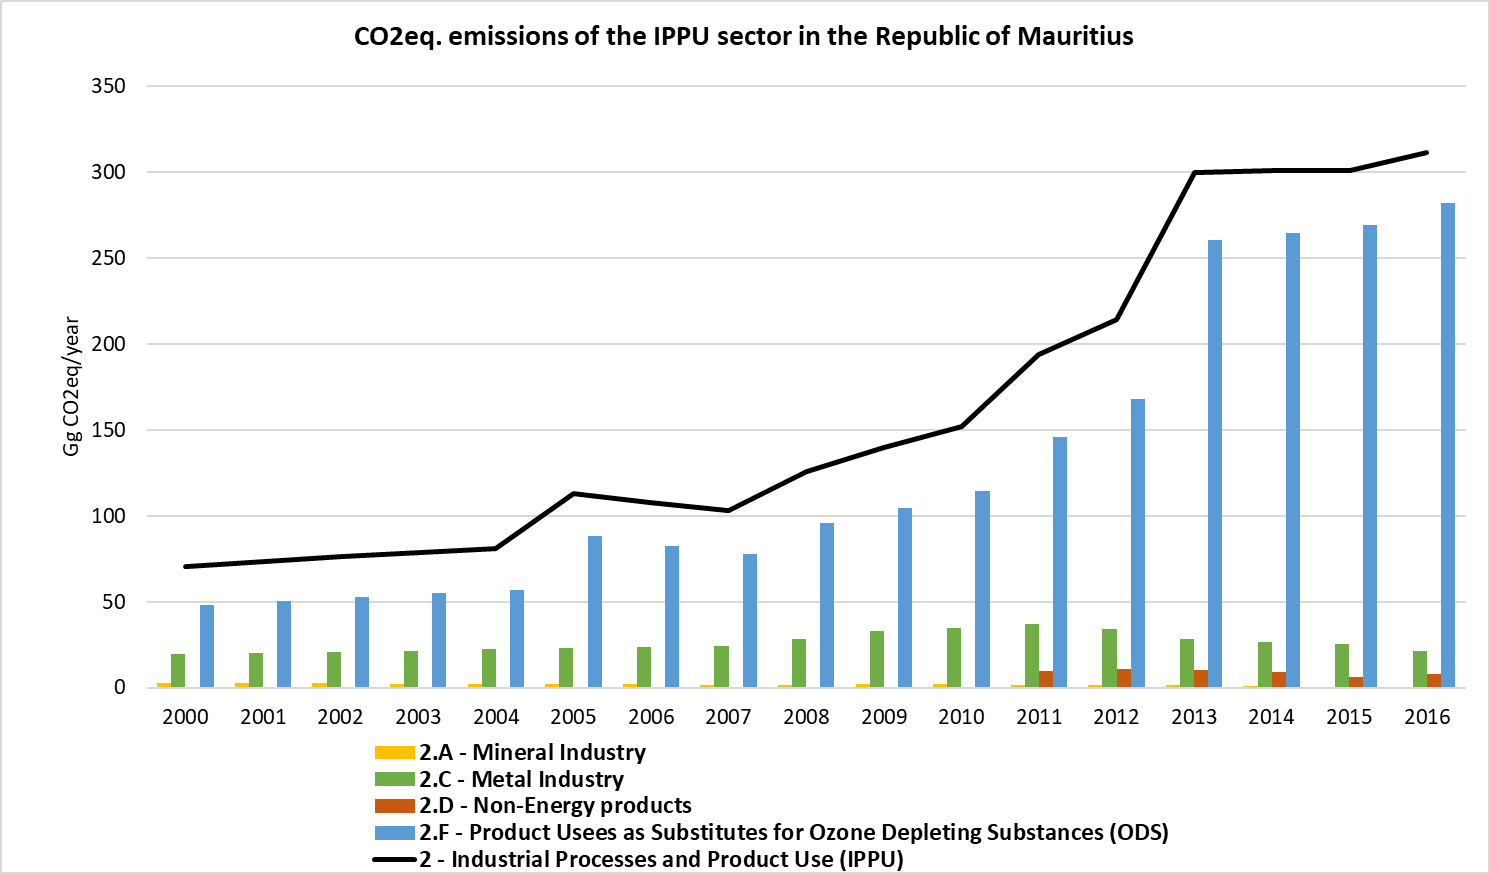 CO2eq. emissions of the IPPU sector in the Republic of Mauritius
350
300
250
200
150
100
50
0
Gg CO2eq/year
2000 2001 2002 2003 2004 2005 2006 2007 2008 2009 2010 2011 2012 2013 2014 2015 2016
2.A - Mineral Industry
2.C - Metal Industry
2.D - Non-Energy products
2.F - Product Usees as Substitutes for Ozone Depleting Substances (ODS)
2 - Industrial Processes and Product Use (IPPU)